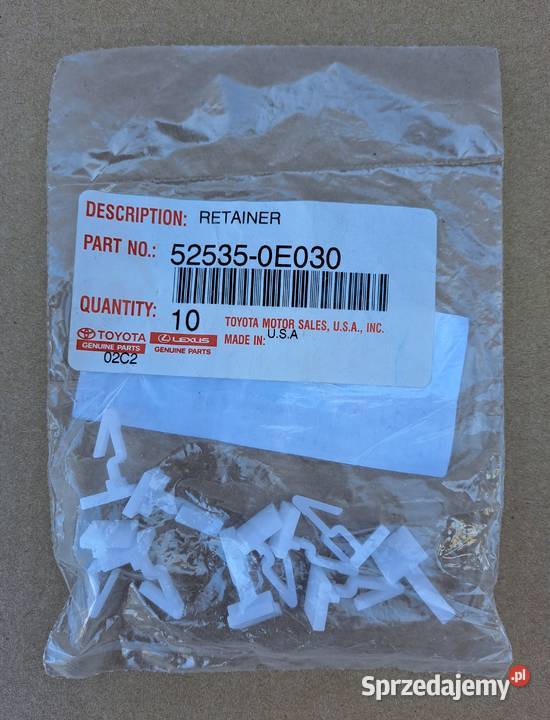 DESCRIPTION: RETAINER
PART NO.: 52535-0E030
QUANTITY: 10
TOYOTA MOTOR SALES, U.S.A., INC.
MADE IN: U.S.A
TOYOTA LEXUS
GENUINE PARTS GENUINE PARTS
02C2
Sprzedajemy.pl